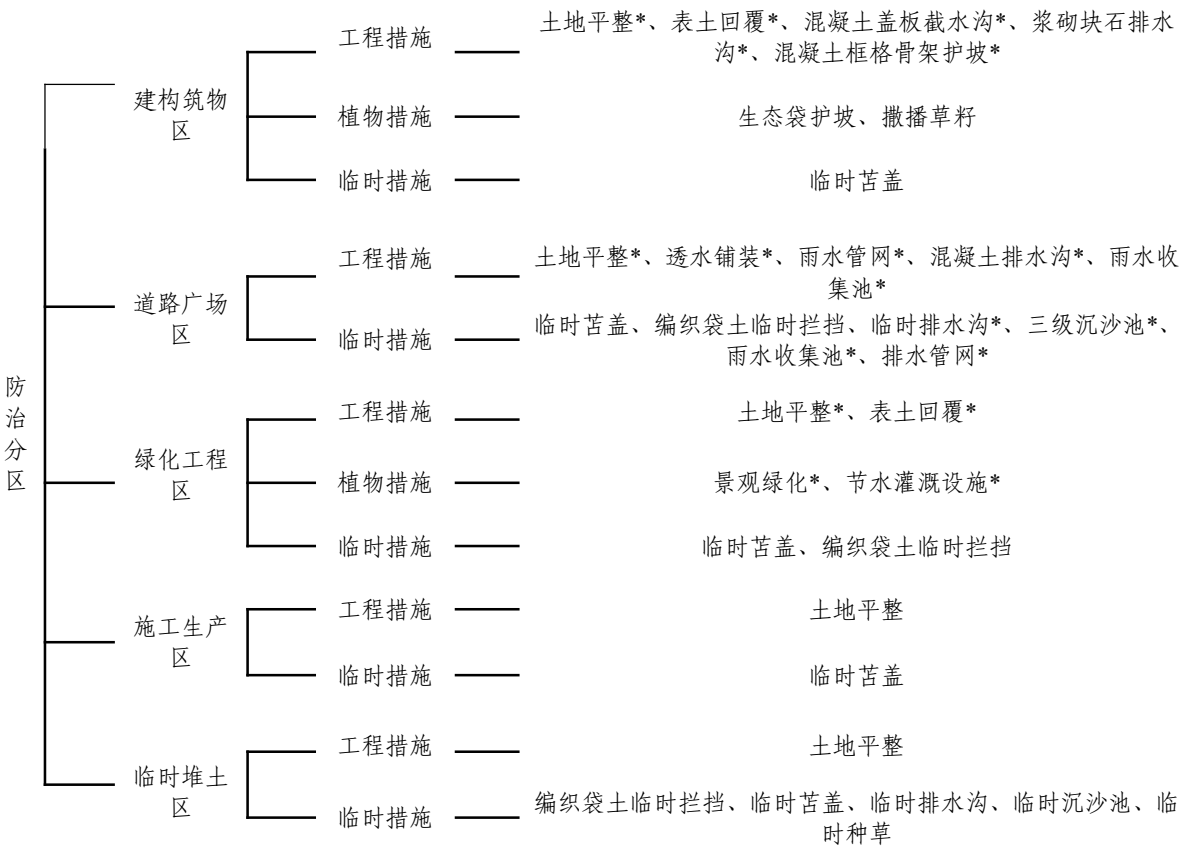 防
治
分
区
建构筑物
区
工程措施
土地平整*、表土回覆*、混凝土盖板截水沟*、浆砌块石排水
沟*、混凝土框格骨架护坡*
植物措施
生态袋护坡、撒播草籽
临时措施
临时苫盖
道路广场
区
工程措施
土地平整*、透水铺装*、雨水管网*、混凝土排水沟*、雨水收
集池*
临时措施
临时苫盖、编织袋土临时拦挡、临时排水沟*、三级沉沙池*、
雨水收集池*、排水管网*
绿化工程
区
工程措施
土地平整*、表土回覆*
植物措施
景观绿化*、节水灌溉设施*
临时措施
临时苫盖、编织袋土临时拦挡
施工生产
区
工程措施
土地平整
临时措施
临时苫盖
临时堆土
区
工程措施
土地平整
临时措施
编织袋土临时拦挡、临时苫盖、临时排水沟、临时沉沙池、临
时种草